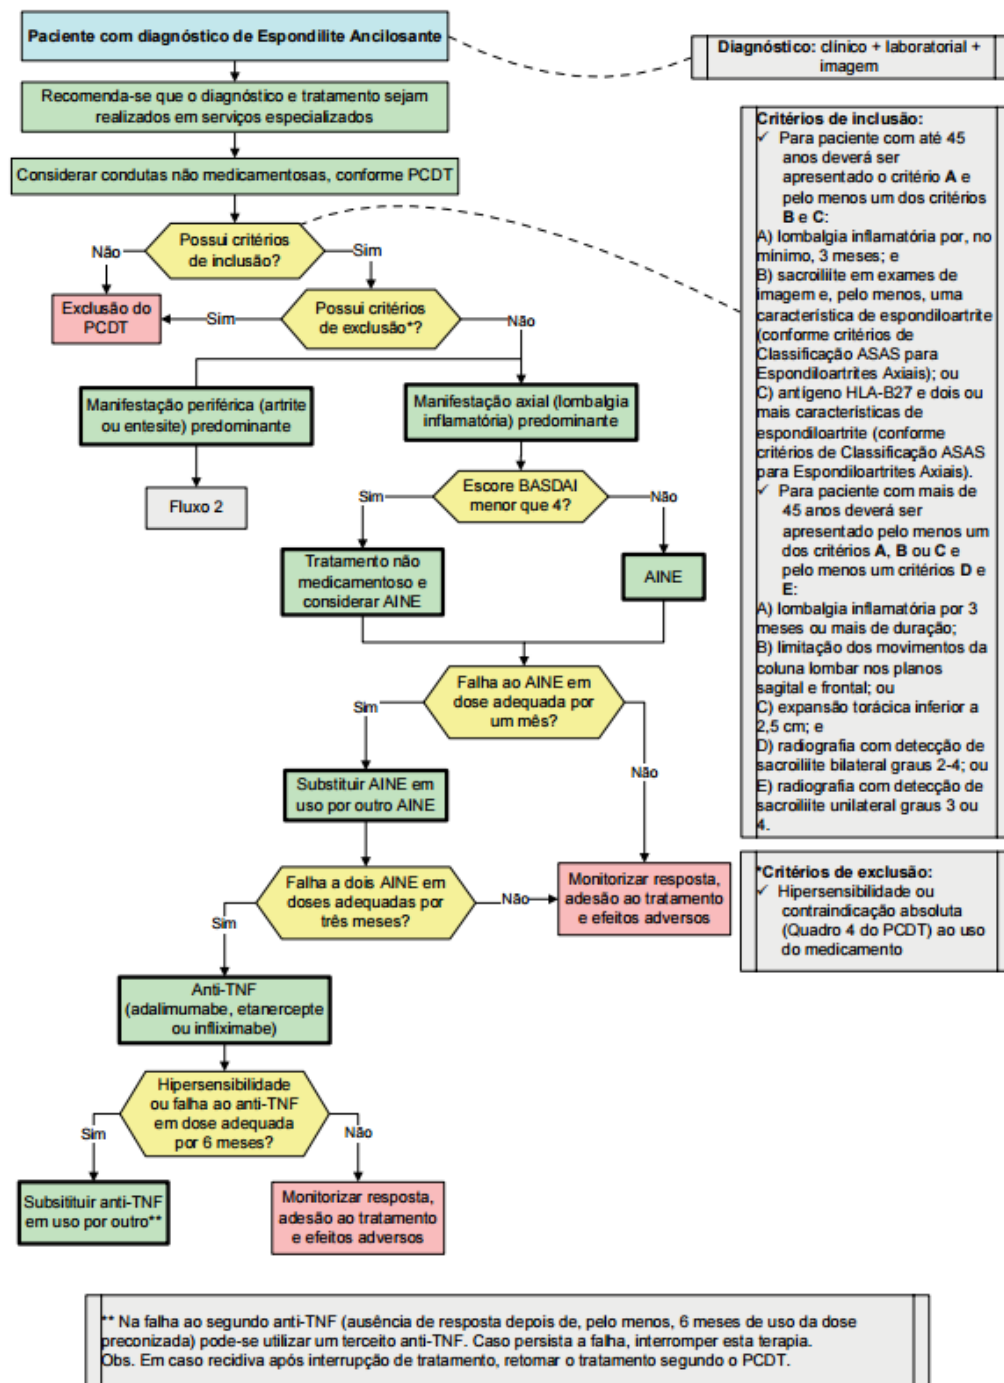 Paciente com diagnóstico de Espondilite Ancilosante
Diagnóstico: clínico + laboratorial +
imagem
Recomenda-se que o diagnóstico e tratamento sejam
realizados em serviços especializados
Considerar condutas não medicamentosas, conforme PCDT
Possui critérios
de inclusão?
Não
Sim
Exclusão do
PCDT
Possui critérios
de exclusão*?
Sim
Não
Manifestação periférica (artrite
ou entesite) predominante
Manifestação axial (lombalgia
inflamatória) predominante
Fluxo 2
Escore BASDAI
menor que 4?
Sim
Não
Tratamento não
medicamentoso e
considerar AINE
AINE
Falha ao AINE em
dose adequada por
um mês?
Sim
Não
Substituir AINE em
uso por outro AINE
Falha a dois AINE em
doses adequadas por
três meses?
Não
Sim
Monitorizar resposta,
adesão ao tratamento
e efeitos adversos
Anti-TNF
(adalimumabe, etanercepte
ou infliximabe)
Hipersensibilidade
ou falha ao anti-TNF
em dose adequada
por 6 meses?
Sim
Não
Subsitituir anti-TNF
em uso por outro**
Monitorizar resposta,
adesão ao tratamento
e efeitos adversos
Critérios de inclusão:
✓ Para paciente com até 45
anos deverá ser
apresentado o critério A e
pelo menos um dos critérios
B e C:
A) lombalgia inflamatória por, no
mínimo, 3 meses; e
B) sacroiliite em exames de
imagem e, pelo menos, uma
característica de espondiloartrite
(conforme critérios de
Classificação ASAS para
Espondiloartrites Axiais); ou
C) antígeno HLA-B27 e dois ou
mais características de
espondiloartrite (conforme
critérios de Classificação ASAS
para Espondiloartrites Axiais).
✓ Para paciente com mais de
45 anos deverá ser
apresentado pelo menos um
dos critérios A, B ou C e
pelo menos um critérios D e
E:
A) lombalgia inflamatória por 3
meses ou mais de duração;
B) limitação dos movimentos da
coluna lombar nos planos
sagital e frontal; ou
C) expansão torácica inferior a
2,5 cm; e
D) radiografia com detecção de
sacroiliite bilateral graus 2-4; ou
E) radiografia com detecção de
sacroiliite unilateral graus 3 ou
4.
*Critérios de exclusão:
✓ Hipersensibilidade ou
contraindicação absoluta
(Quadro 4 do PCDT) ao uso
do medicamento
** Na falha ao segundo anti-TNF (ausência de resposta depois de, pelo menos, 6 meses de uso da dose
preconizada) pode-se utilizar um terceito anti-TNF. Caso persista a falha, interromper esta terapia.
Obs. Em caso recidiva após interrupção de tratamento, retomar o tratamento segundo o PCDT.